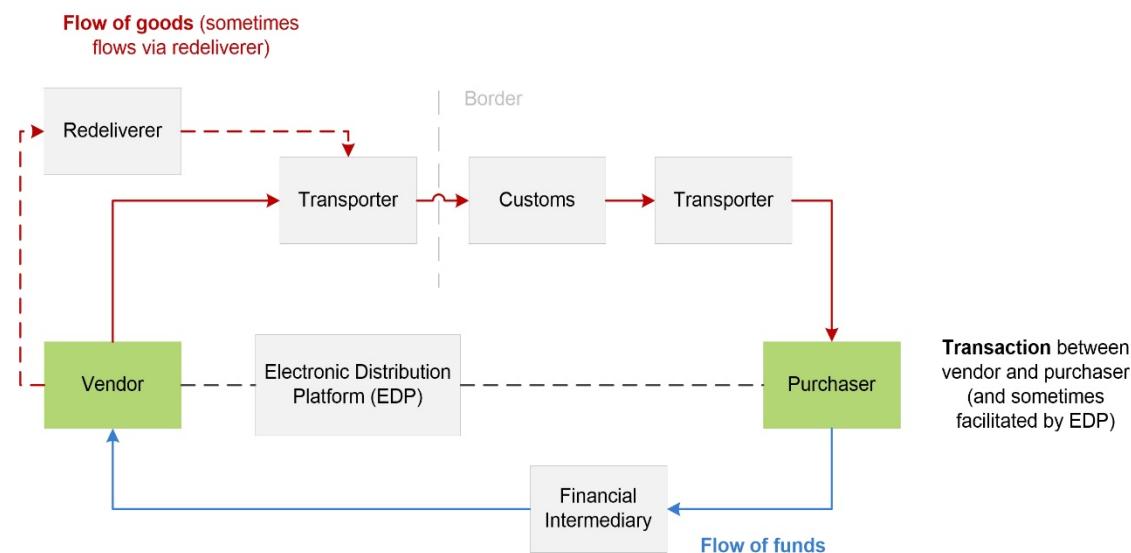 Flow of goods (sometimes
flows via redeliverer)
Border
Redeliverer
Transporter
Customs
Transporter
Vendor
Electronic Distribution
Platform (EDP)
Purchaser
Transaction between
vendor and purchaser
(and sometimes
facilitated by EDP)
Financial
Intermediary
Flow of funds